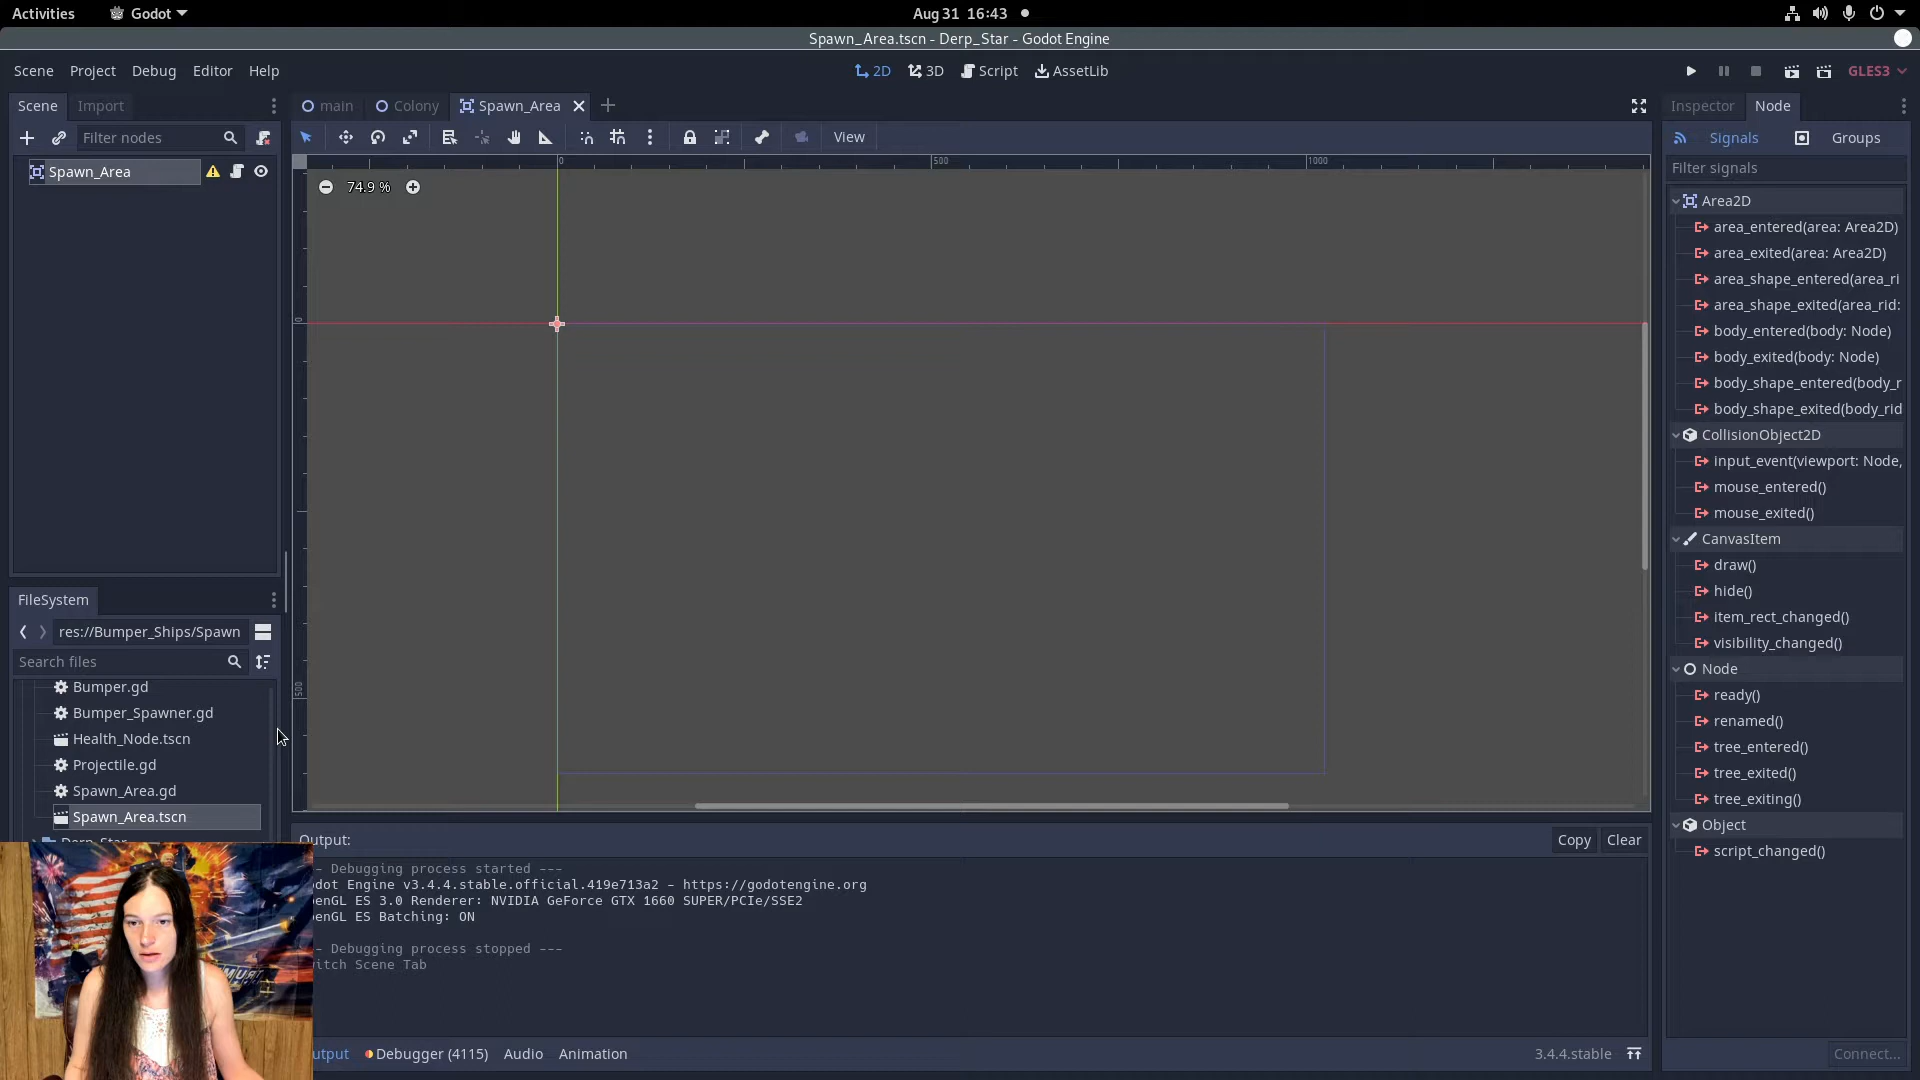 Activities Godot Aug 31 16:43
Spawn_Area.tscn - Derp_Star - Godot Engine
Scene Project Debug Editor Help 2D 3D Script AssetLib GLES3
Scene Import main Colony Spawn_Area Inspector Node
Filter nodes View Signals Groups
Spawn_Area
0 500 1000
74.9 %
0
500
Filter signals
Area2D
area_entered(area: Area2D)
area_exited(area: Area2D)
area_shape_entered(area_ri
area_shape_exited(area_rid:
body_entered(body: Node)
body_exited(body: Node)
body_shape_entered(body_r
body_shape_exited(body_rid
CollisionObject2D
input_event(viewport: Node,
mouse_entered()
mouse_exited()
CanvasItem
draw()
hide()
item_rect_changed()
visibility_changed()
Node
ready()
renamed()
tree_entered()
tree_exited()
tree_exiting()
Object
script_changed()
Connect...
FileSystem
res://Bumper_Ships/Spawn
Search files
Bumper.gd
Bumper_Spawner.gd
Health_Node.tscn
Projectile.gd
Spawn_Area.gd
Spawn_Area.tscn
Derp_Star
Output: Copy Clear
- Debugging process started ---
odot Engine v3.4.4.stable.official.419e713a2 - https://godotengine.org
enGL ES 3.0 Renderer: NVIDIA GeForce GTX 1660 SUPER/PCIe/SSE2
enGL ES Batching: ON
- Debugging process stopped ---
witch Scene Tab
utput Debugger (4115) Audio Animation 3.4.4.stable